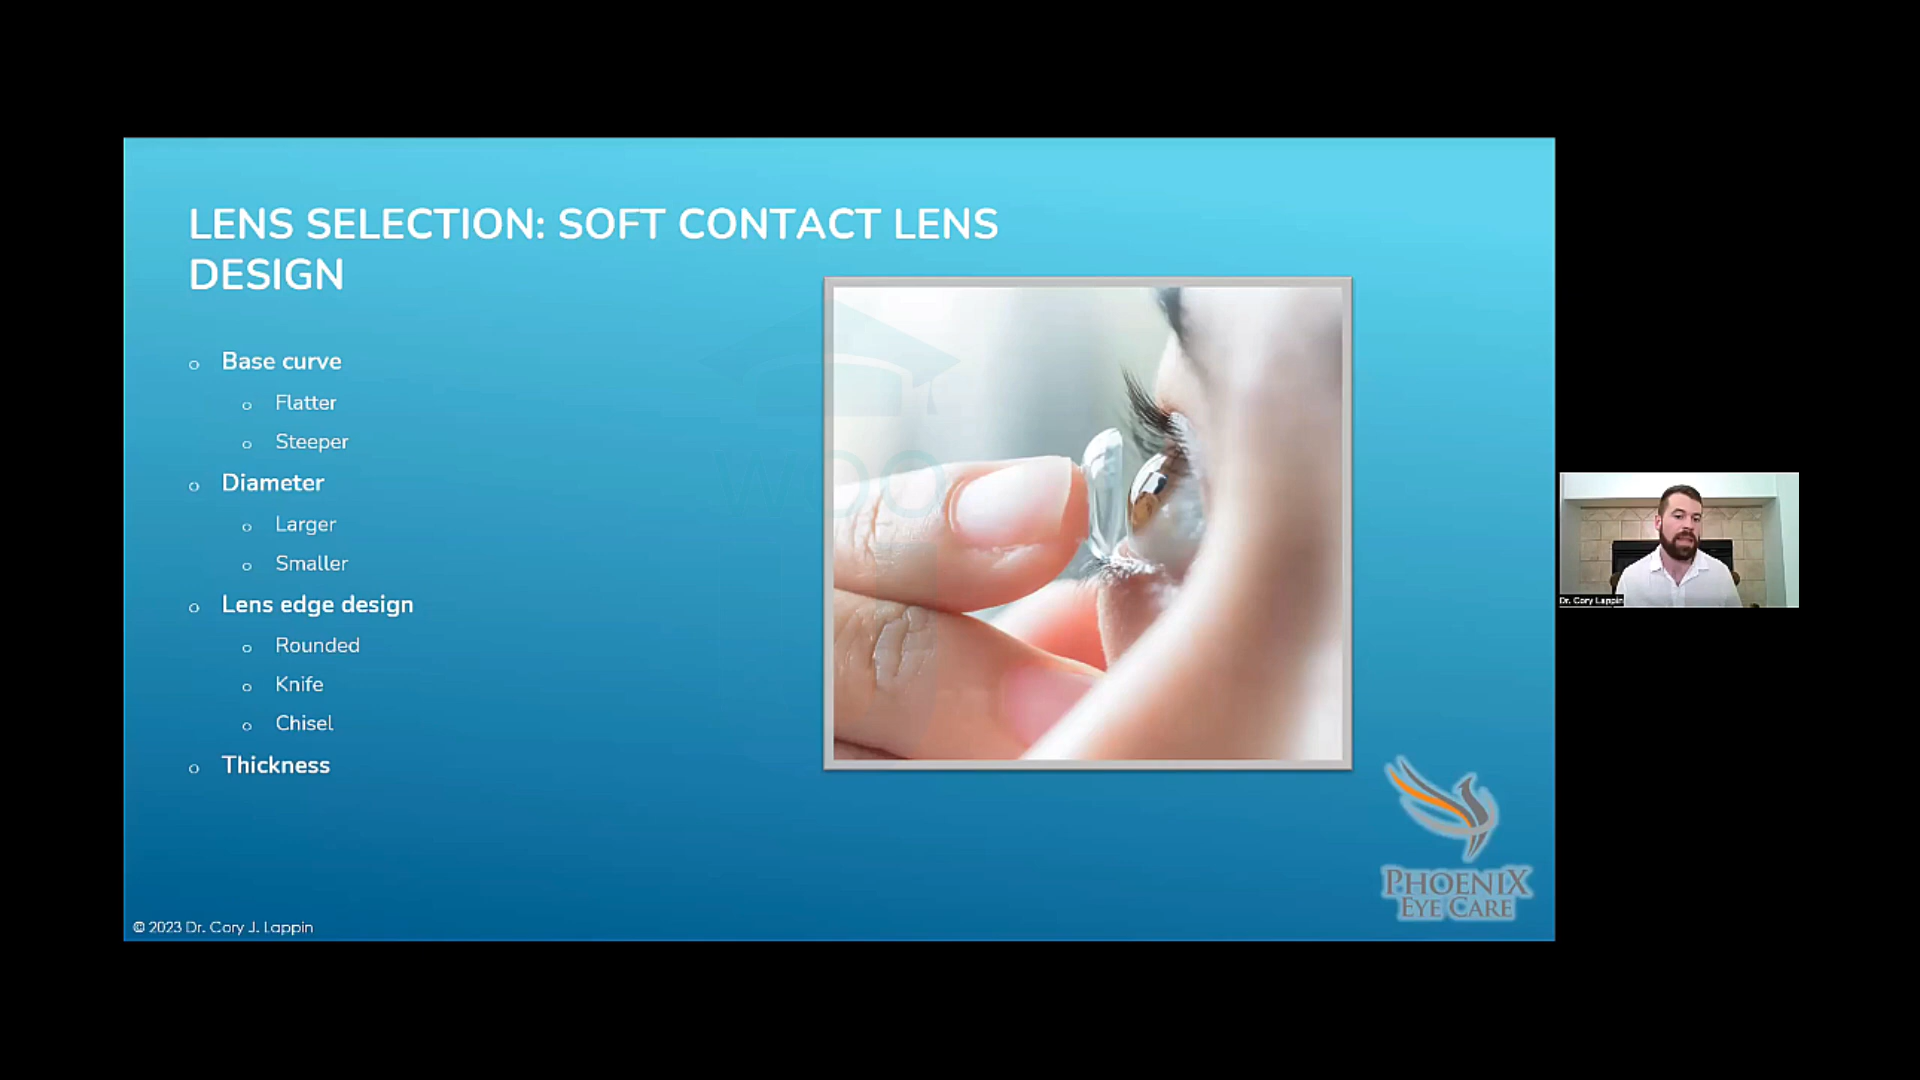 LENS SELECTION: SOFT CONTACT LENS
DESIGN
Base curve
Flatter
Steeper
Diameter
Larger
Smaller
Lens edge design
Rounded
Knife
Chisel
Thickness
WOO
PHOENIX
EYE CARE
© 2023 Dr. Cory J. Lappin
Dr. Cory Lappin